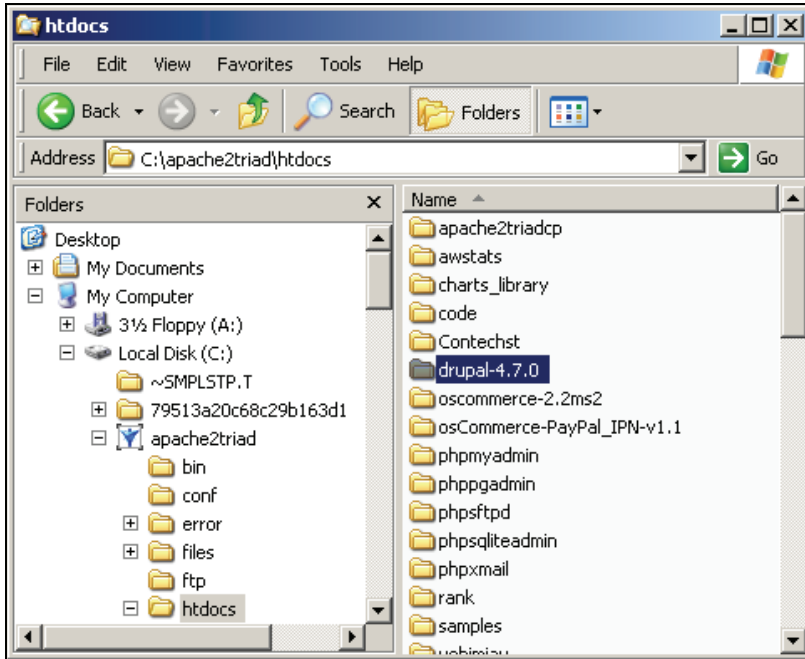 htdocs
File Edit View Favorites Tools Help
Back Search Folders
Address C:\apache2triad\htdocs Go
Folders
Desktop
My Documents
My Computer
3½ Floppy (A:)
Local Disk (C:)
~SMPLSTP.T
79513a20c68c29b163d1
apache2triad
bin
conf
error
files
ftp
htdocs
Name
apache2triadcp
awstats
charts_library
code
Contechst
drupal-4.7.0
oscommerce-2.2ms2
osCommerce-PayPal_IPN-v1.1
phpmyadmin
phppgadmin
phpsftpd
phpsqliteadmin
phpxmail
rank
samples